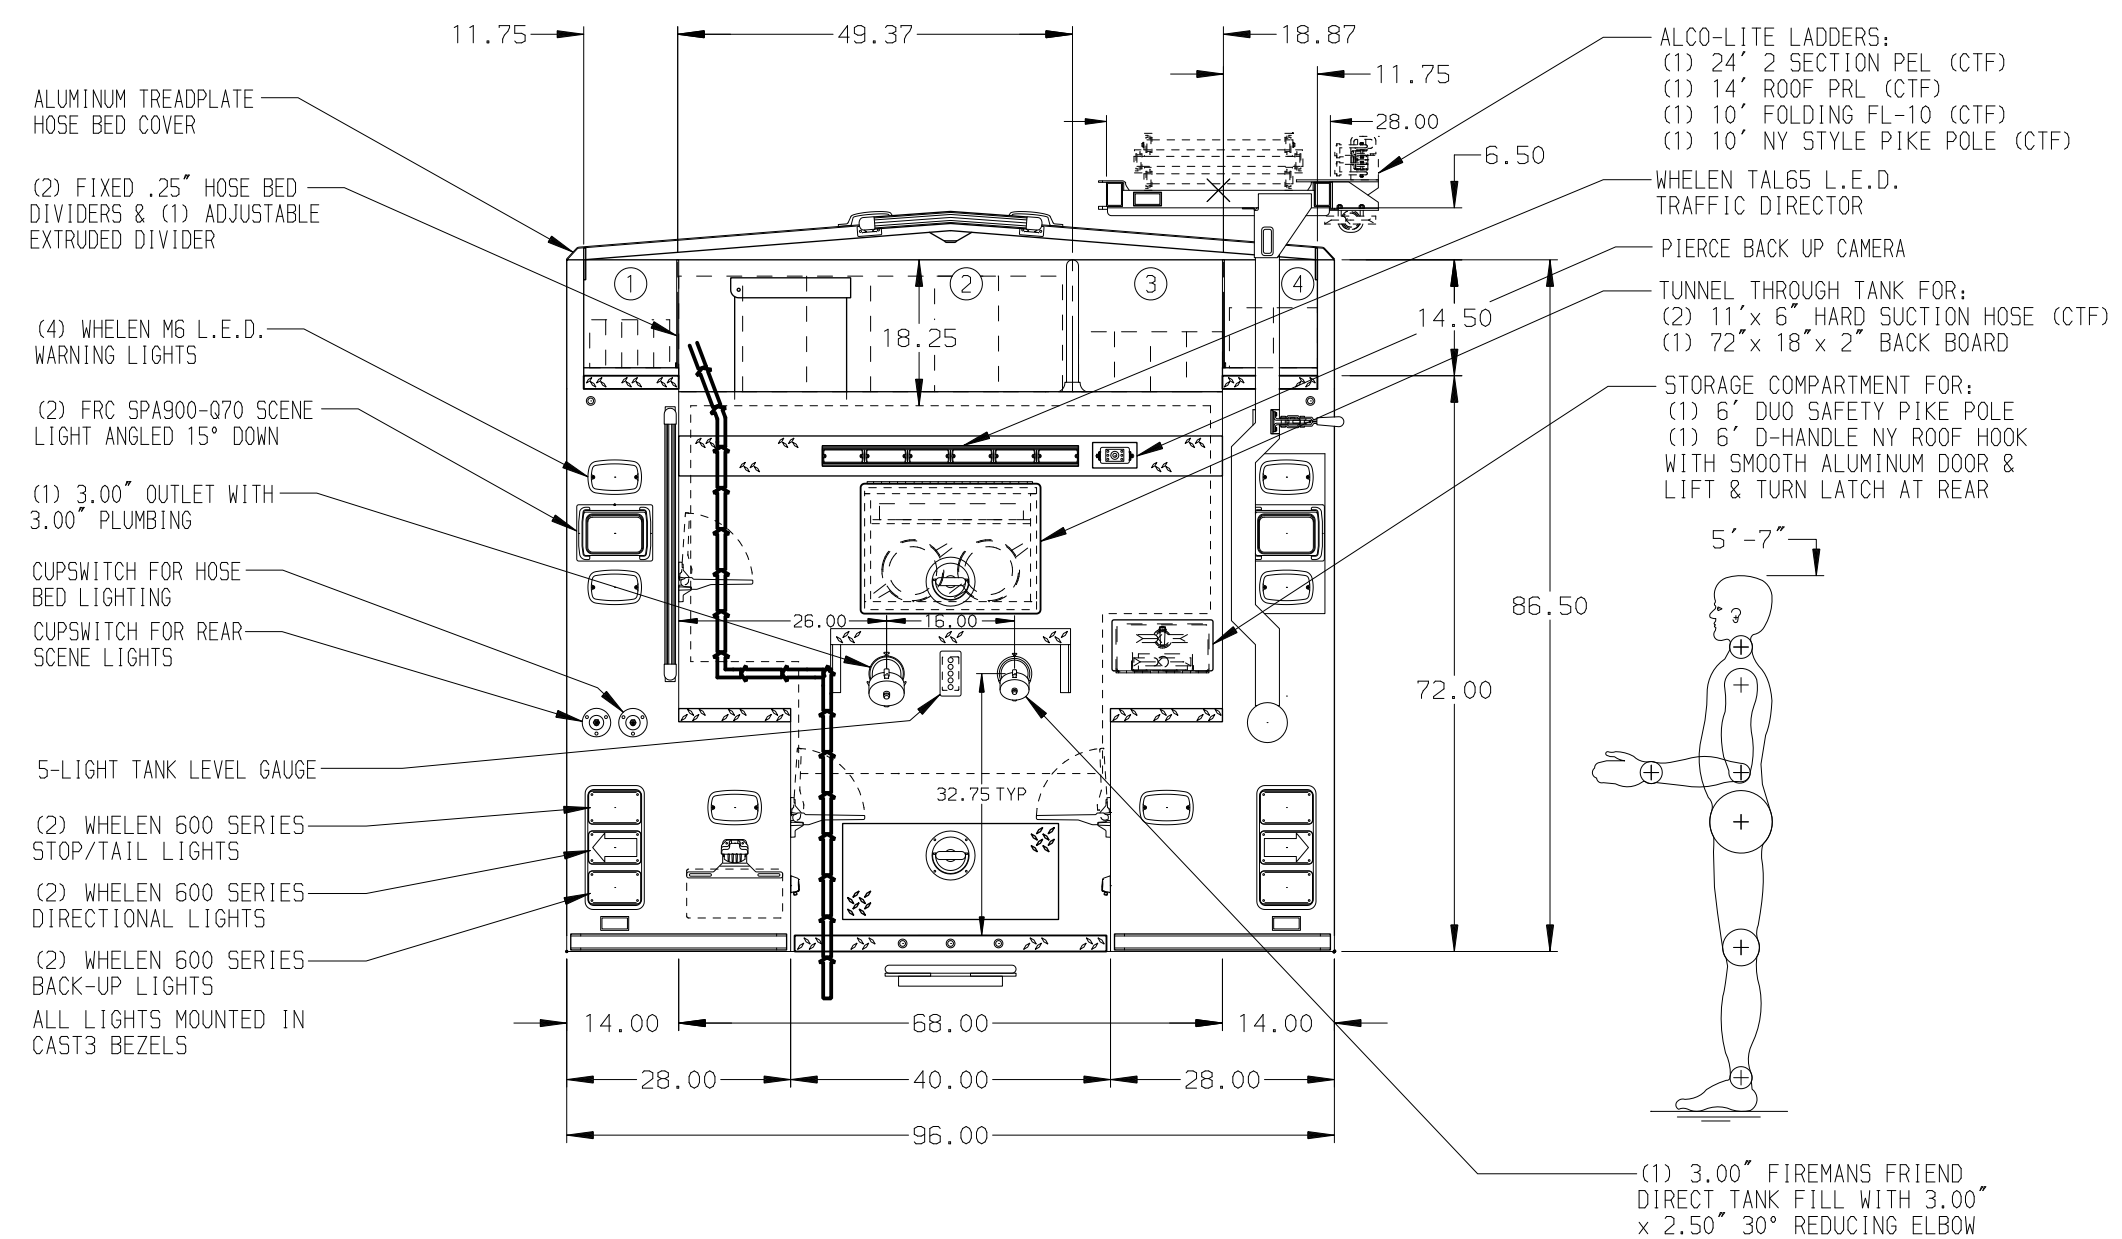 11.75
49.37
18.87
11.75
28.00
6.50
ALUMINUM TREADPLATE
HOSE BED COVER
(2) FIXED .25" HOSE BED
DIVIDERS & (1) ADJUSTABLE
EXTRUDED DIVIDER
(4) WHELEN M6 L.E.D.
WARNING LIGHTS
(2) FRC SPA900-Q70 SCENE
LIGHT ANGLED 15° DOWN
(1) 3.00" OUTLET WITH
3.00" PLUMBING
CUPSWITCH FOR HOSE
BED LIGHTING
CUPSWITCH FOR REAR
SCENE LIGHTS
5-LIGHT TANK LEVEL GAUGE
(2) WHELEN 600 SERIES
STOP/TAIL LIGHTS
(2) WHELEN 600 SERIES
DIRECTIONAL LIGHTS
(2) WHELEN 600 SERIES
BACK-UP LIGHTS
ALL LIGHTS MOUNTED IN
CAST3 BEZELS
1
2
3
4
18.25
14.50
26.00
16.00
32.75 TYP
72.00
86.50
14.00
68.00
14.00
28.00
40.00
28.00
96.00
ALCO-LITE LADDERS:
(1) 24' 2 SECTION PEL (CTF)
(1) 14' ROOF PRL (CTF)
(1) 10' FOLDING FL-10 (CTF)
(1) 10' NY STYLE PIKE POLE (CTF)
WHELEN TAL65 L.E.D.
TRAFFIC DIRECTOR
PIERCE BACK UP CAMERA
TUNNEL THROUGH TANK FOR:
(2) 11'x 6" HARD SUCTION HOSE (CTF)
(1) 72"x 18"x 2" BACK BOARD
STORAGE COMPARTMENT FOR:
(1) 6' DUO SAFETY PIKE POLE
(1) 6' D-HANDLE NY ROOF HOOK
WITH SMOOTH ALUMINUM DOOR &
LIFT & TURN LATCH AT REAR
5'-7"
(1) 3.00" FIREMANS FRIEND
DIRECT TANK FILL WITH 3.00"
x 2.50" 30° REDUCING ELBOW